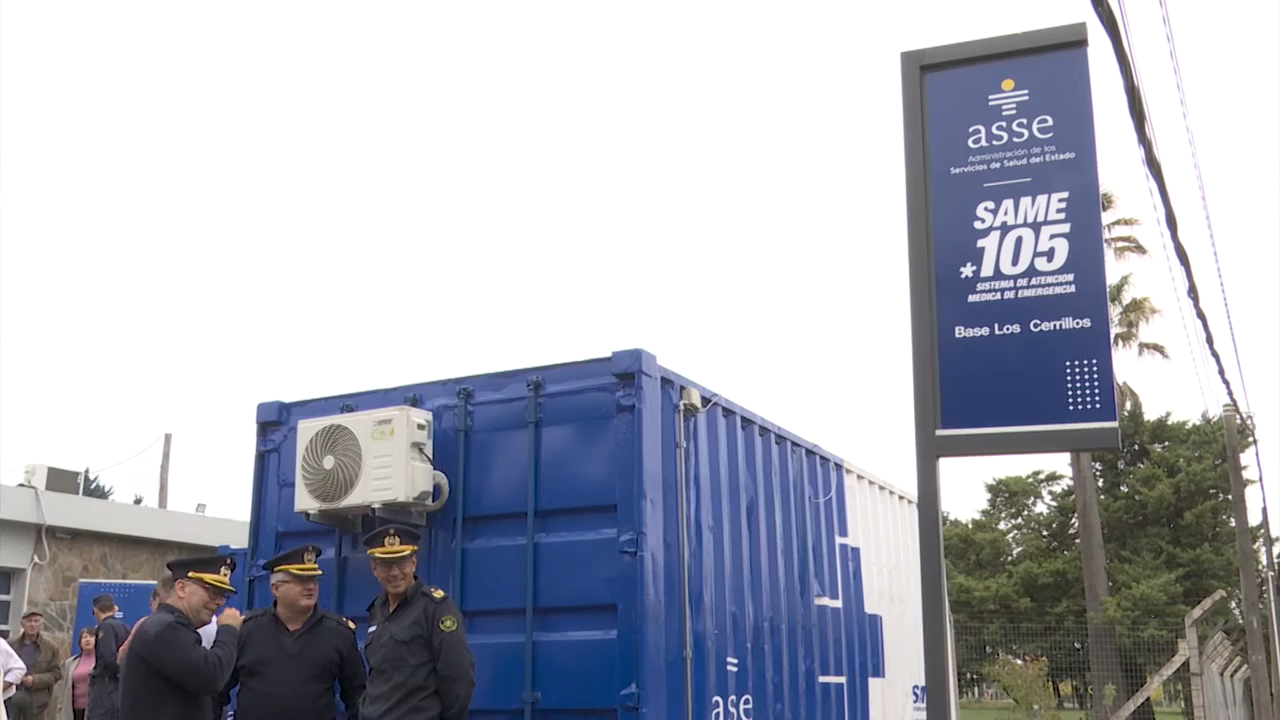 asse
Administración de los
Servicios de Salud del Estado
SAME
*105
SISTEMA DE ATENCION
MEDICA DE EMERGENCIA
Base Los Cerrillos
asse